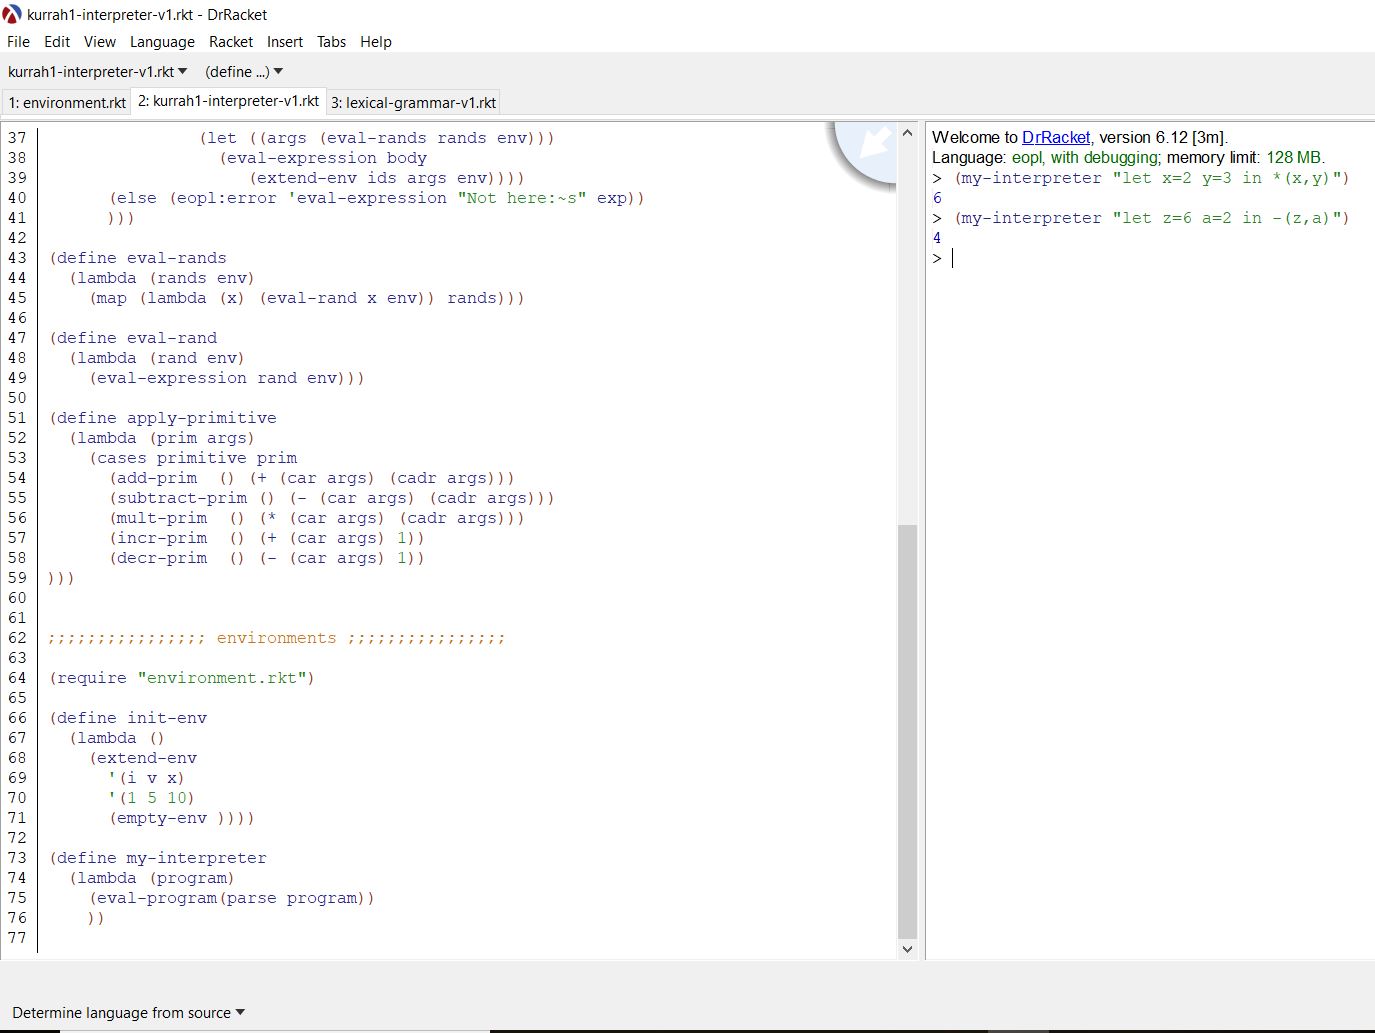 kurrah1-interpreter-v1.rkt - DrRacket
File Edit View Language Racket Insert Tabs Help
kurrah1-interpreter-v1.rkt (define ...)
1: environment.rkt 2: kurrah1-interpreter-v1.rkt 3: lexical-grammar-v1.rkt
37 (let ((args (eval-rands rands env)))
38 (eval-expression body
39 (extend-env ids args env))))
40 (else (eopl:error 'eval-expression "Not here:~s" exp))
41 )))
42
43 (define eval-rands
44 (lambda (rands env)
45 (map (lambda (x) (eval-rand x env)) rands)))
46
47 (define eval-rand
48 (lambda (rand env)
49 (eval-expression rand env)))
50
51 (define apply-primitive
52 (lambda (prim args)
53 (cases primitive prim
54 (add-prim () (+ (car args) (cadr args)))
55 (subtract-prim () (- (car args) (cadr args)))
56 (mult-prim () (* (car args) (cadr args)))
57 (incr-prim () (+ (car args) 1))
58 (decr-prim () (- (car args) 1))
59 )))
60
61
62 ;;;;;;;;;;;;;;;; environments ;;;;;;;;;;;;;;;;
63
64 (require "environment.rkt")
65
66 (define init-env
67 (lambda ()
68 (extend-env
69 '(i v x)
70 '(1 5 10)
71 (empty-env ))))
72
73 (define my-interpreter
74 (lambda (program)
75 (eval-program(parse program))
76 ))
77
Welcome to DrRacket, version 6.12 [3m].
Language: eopl, with debugging; memory limit: 128 MB.
> (my-interpreter "let x=2 y=3 in *(x,y)")
6
> (my-interpreter "let z=6 a=2 in -(z,a)")
4
>
Determine language from source